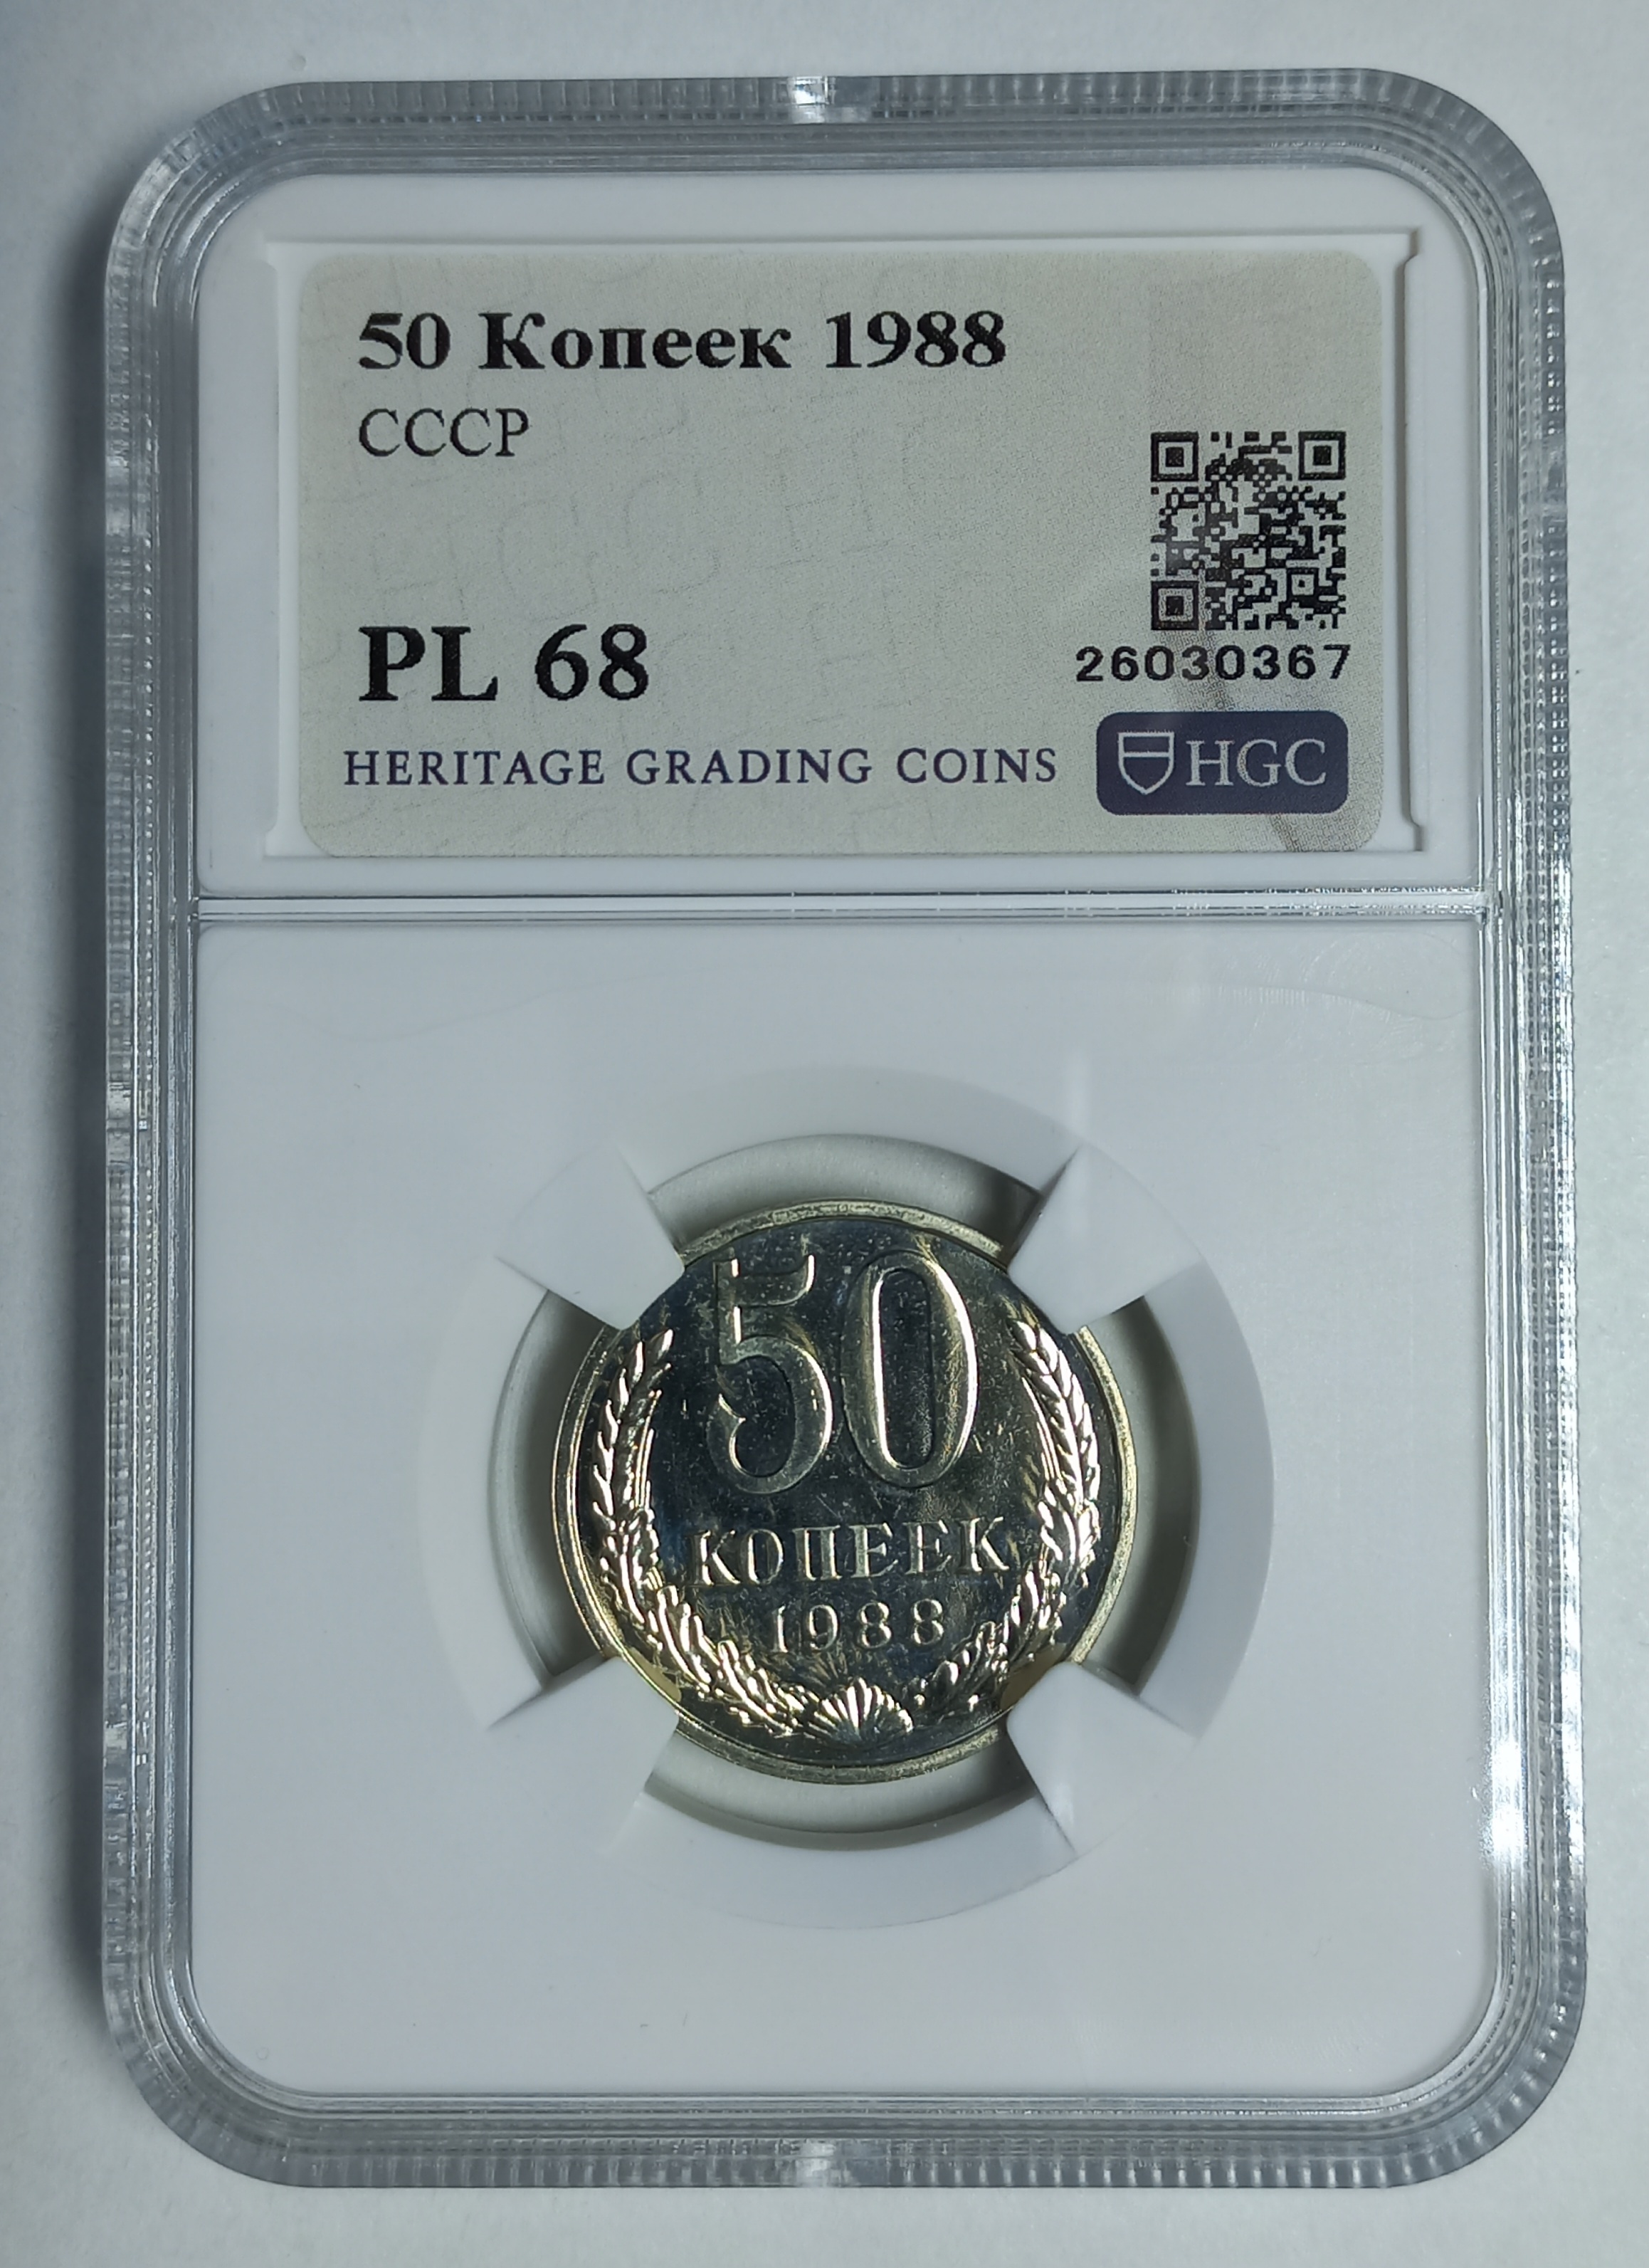 50 Копеек 1988
СССР
26030367
PL 68
HERITAGE GRADING COINS
HGC
50
КОПЕЕК
1988